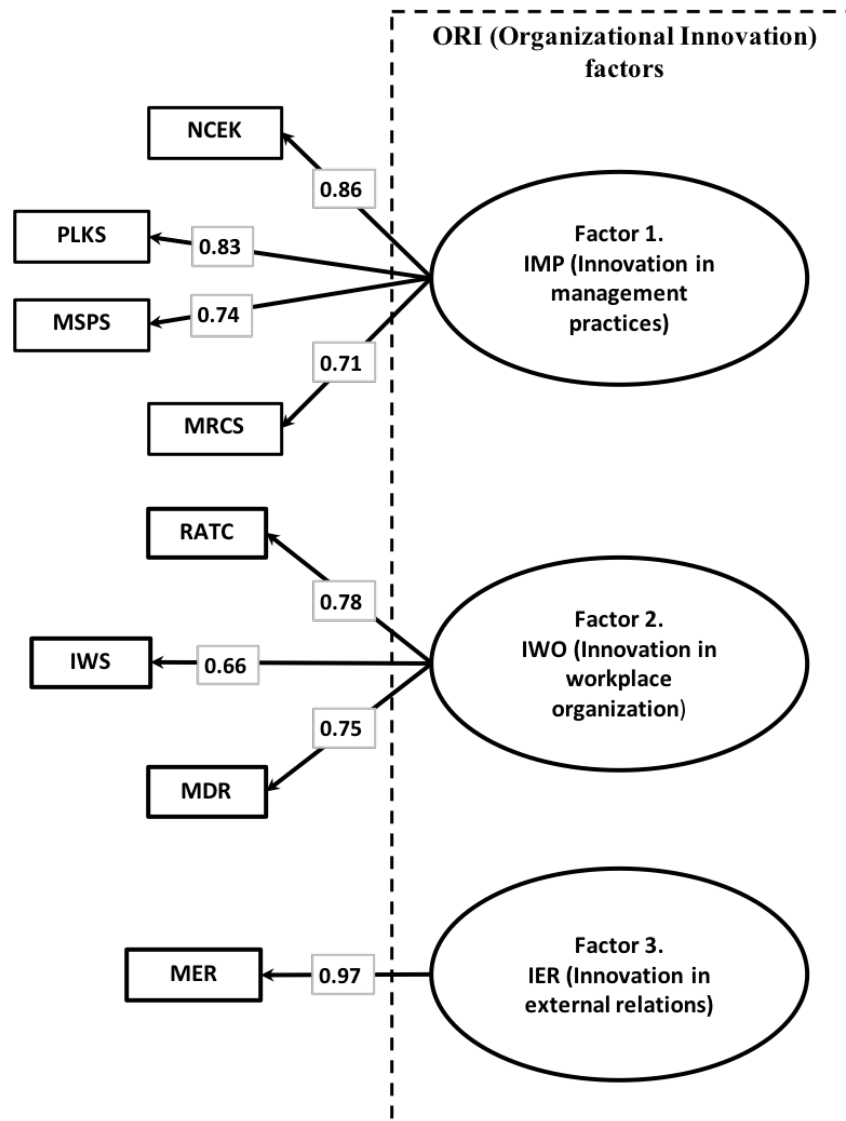 ORI (Organizational Innovation)
factors
NCEK
0.86
PLKS
0.83
MSPS
0.74
0.71
MRCS
Factor 1.
IMP (Innovation in
management
practices)
RATC
0.78
IWS
0.66
0.75
MDR
Factor 2.
IWO (Innovation in
workplace
organization)
MER
0.97
Factor 3.
IER (Innovation in
external relations)